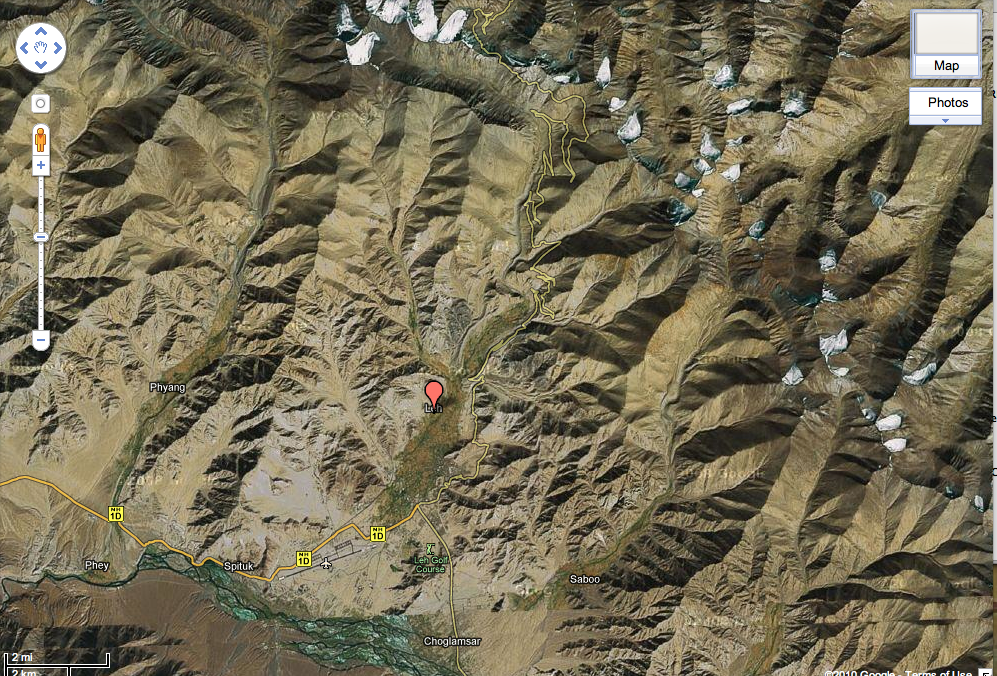 Map
Photos
+
−
Leh
Phyang
NH
1D
NH
1D
NH
1D
Phey
Spituk
Leh Golf
Course
Saboo
Choglamsar
2 mi
2 km
©2010 Google - Terms of Use